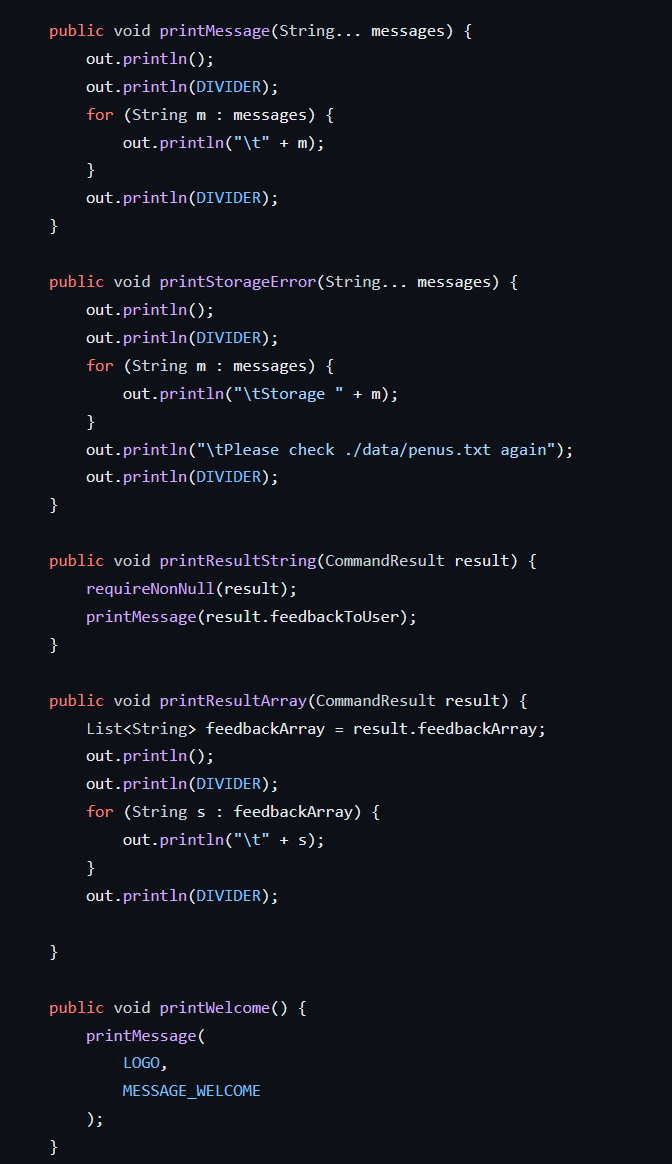 public void printMessage(String... messages) {
    out.println();
    out.println(DIVIDER);
    for (String m : messages) {
        out.println("\t" + m);
    }
    out.println(DIVIDER);
}

public void printStorageError(String... messages) {
    out.println();
    out.println(DIVIDER);
    for (String m : messages) {
        out.println("\tStorage " + m);
    }
    out.println("\tPlease check ./data/penus.txt again");
    out.println(DIVIDER);
}

public void printResultString(CommandResult result) {
    requireNonNull(result);
    printMessage(result.feedbackToUser);
}

public void printResultArray(CommandResult result) {
    List<String> feedbackArray = result.feedbackArray;
    out.println();
    out.println(DIVIDER);
    for (String s : feedbackArray) {
        out.println("\t" + s);
    }
    out.println(DIVIDER);

}

public void printWelcome() {
    printMessage(
        LOGO,
        MESSAGE_WELCOME
    );
}